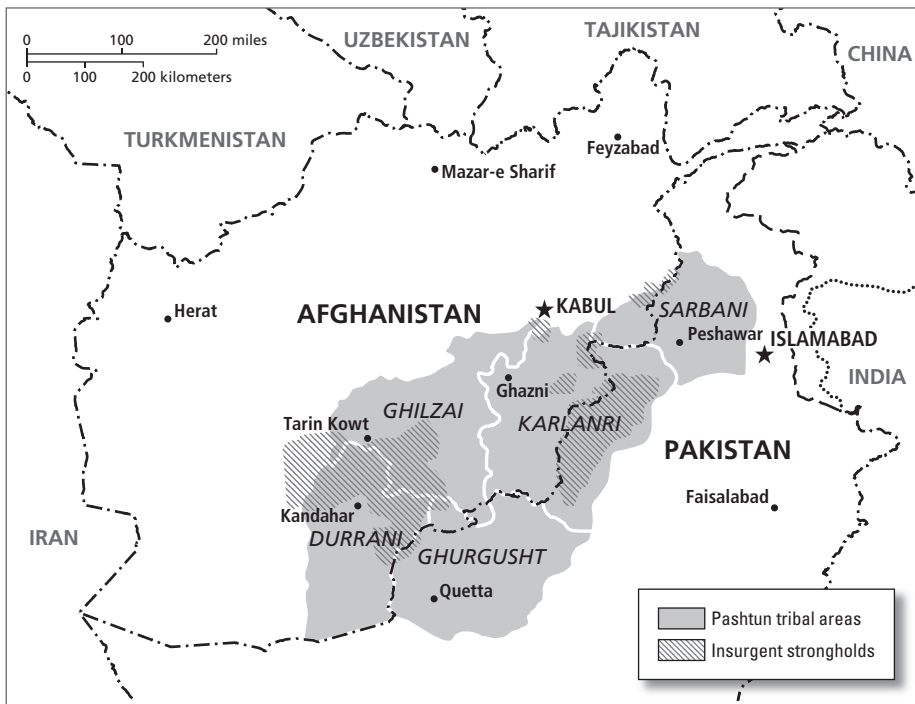 0 100 200 miles
0 100 200 kilometers
UZBEKISTAN
TAJIKISTAN
CHINA
TURKMENISTAN
Feyzabad
Mazar-e Sharif
Herat
AFGHANISTAN
KABUL
SARBANI
Peshawar
ISLAMABAD
INDIA
Ghazni
GHILZAI
KARLANRI
Tarin Kowt
PAKISTAN
Kandahar
Faisalabad
IRAN
DURRANI
GHURGUSHT
Quetta
Pashtun tribal areas
Insurgent strongholds